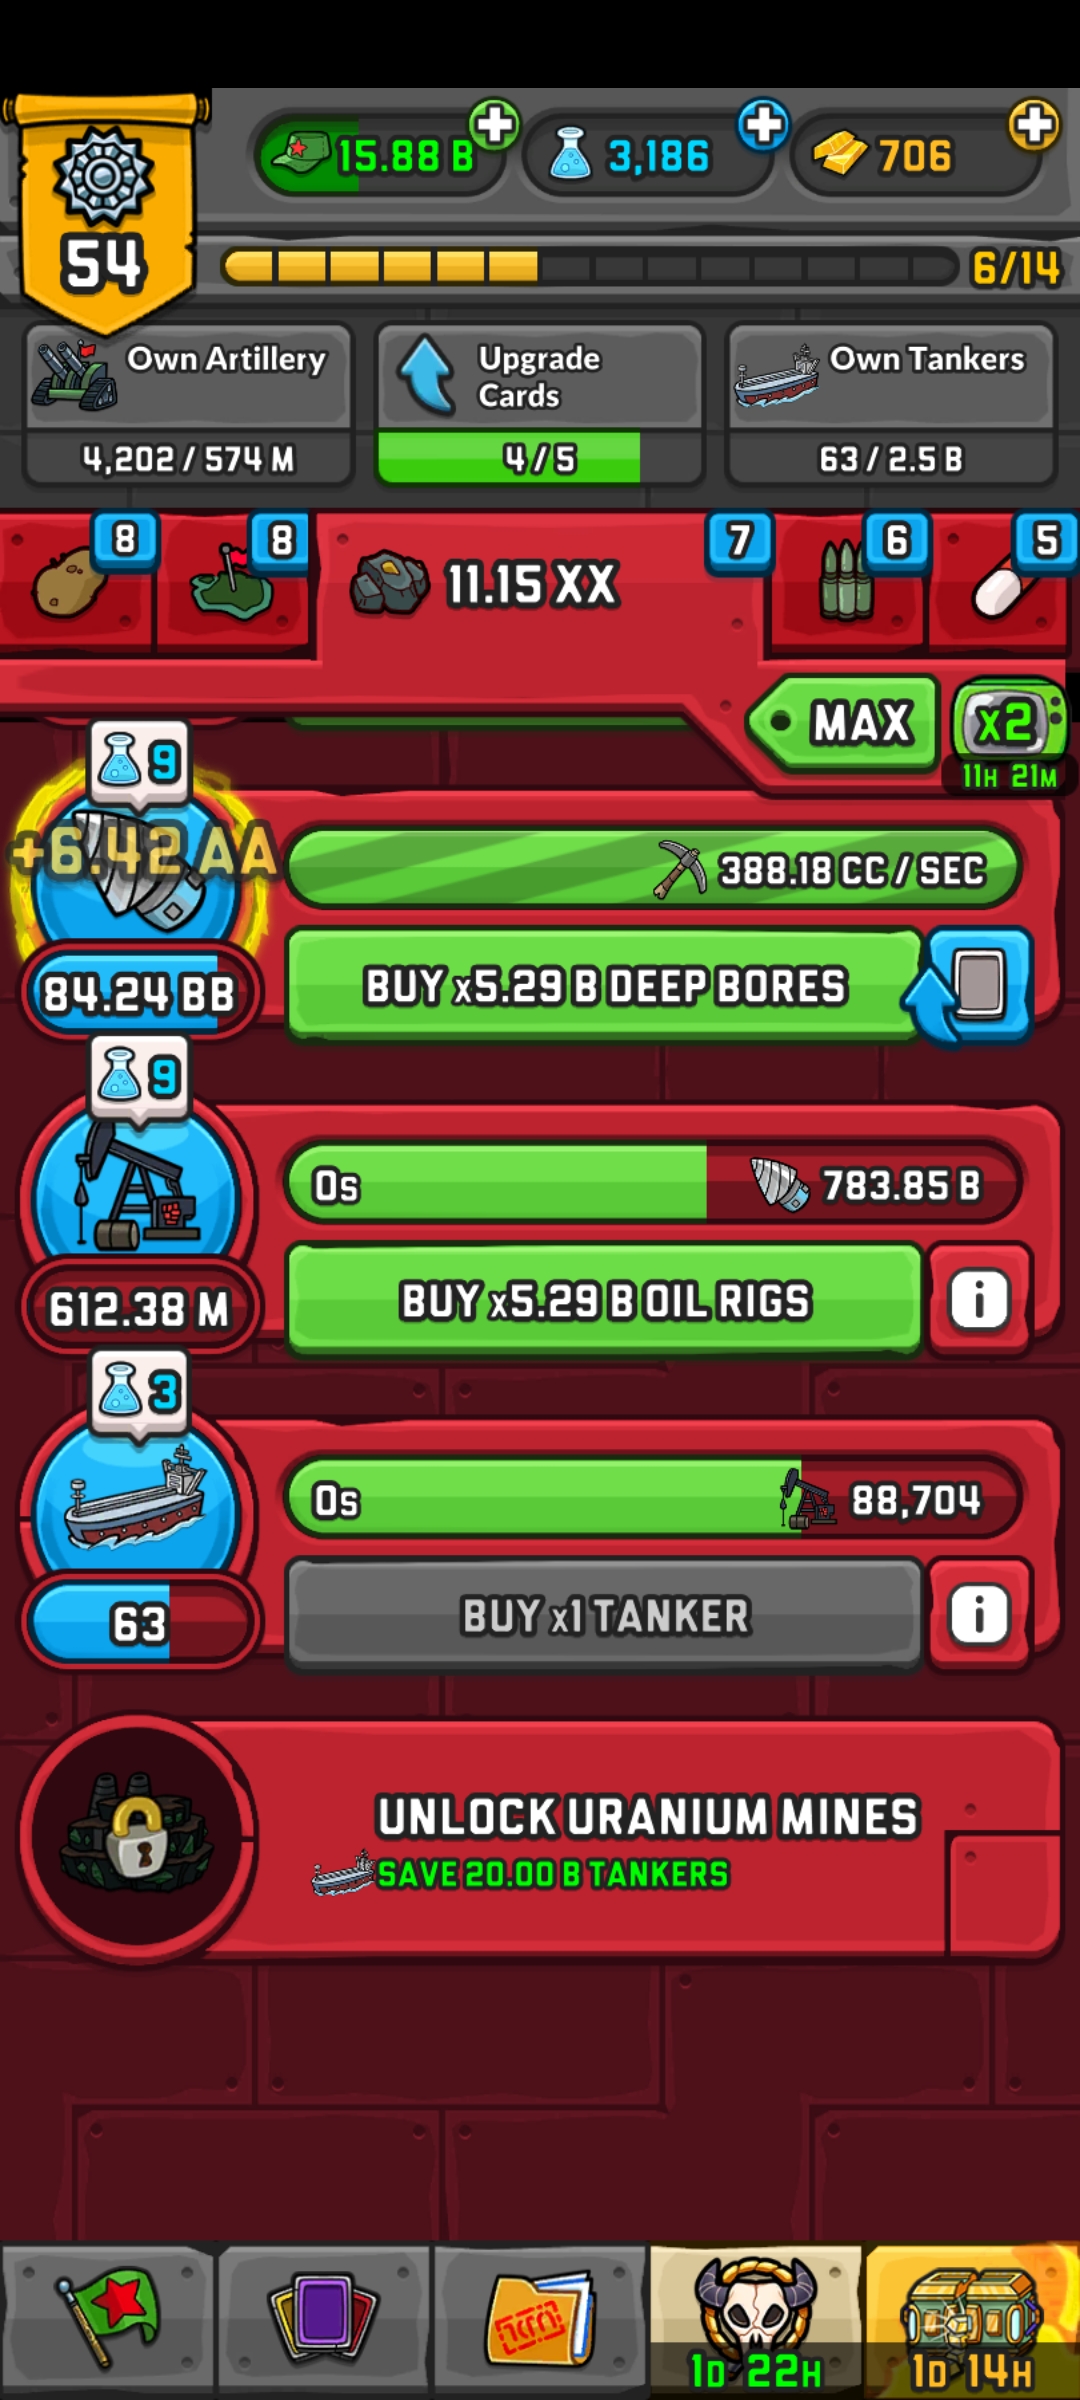 54
15.88 B
3,186
706
6/14
Own Artillery
4,202 / 574 M
Upgrade
Cards
4/5
Own Tankers
63 / 2.5 B
8
8
11.15 XX
7
6
5
MAX
x2
11H 21M
9
+6.42 AA
388.18 CC / SEC
84.24 BB
BUY x5.29 B DEEP BORES
9
0s
783.85 B
612.38 M
BUY x5.29 B OIL RIGS
i
3
0s
88,704
63
BUY x1 TANKER
i
UNLOCK URANIUM MINES
SAVE 20.00 B TANKERS
1D 22H
1D 14H